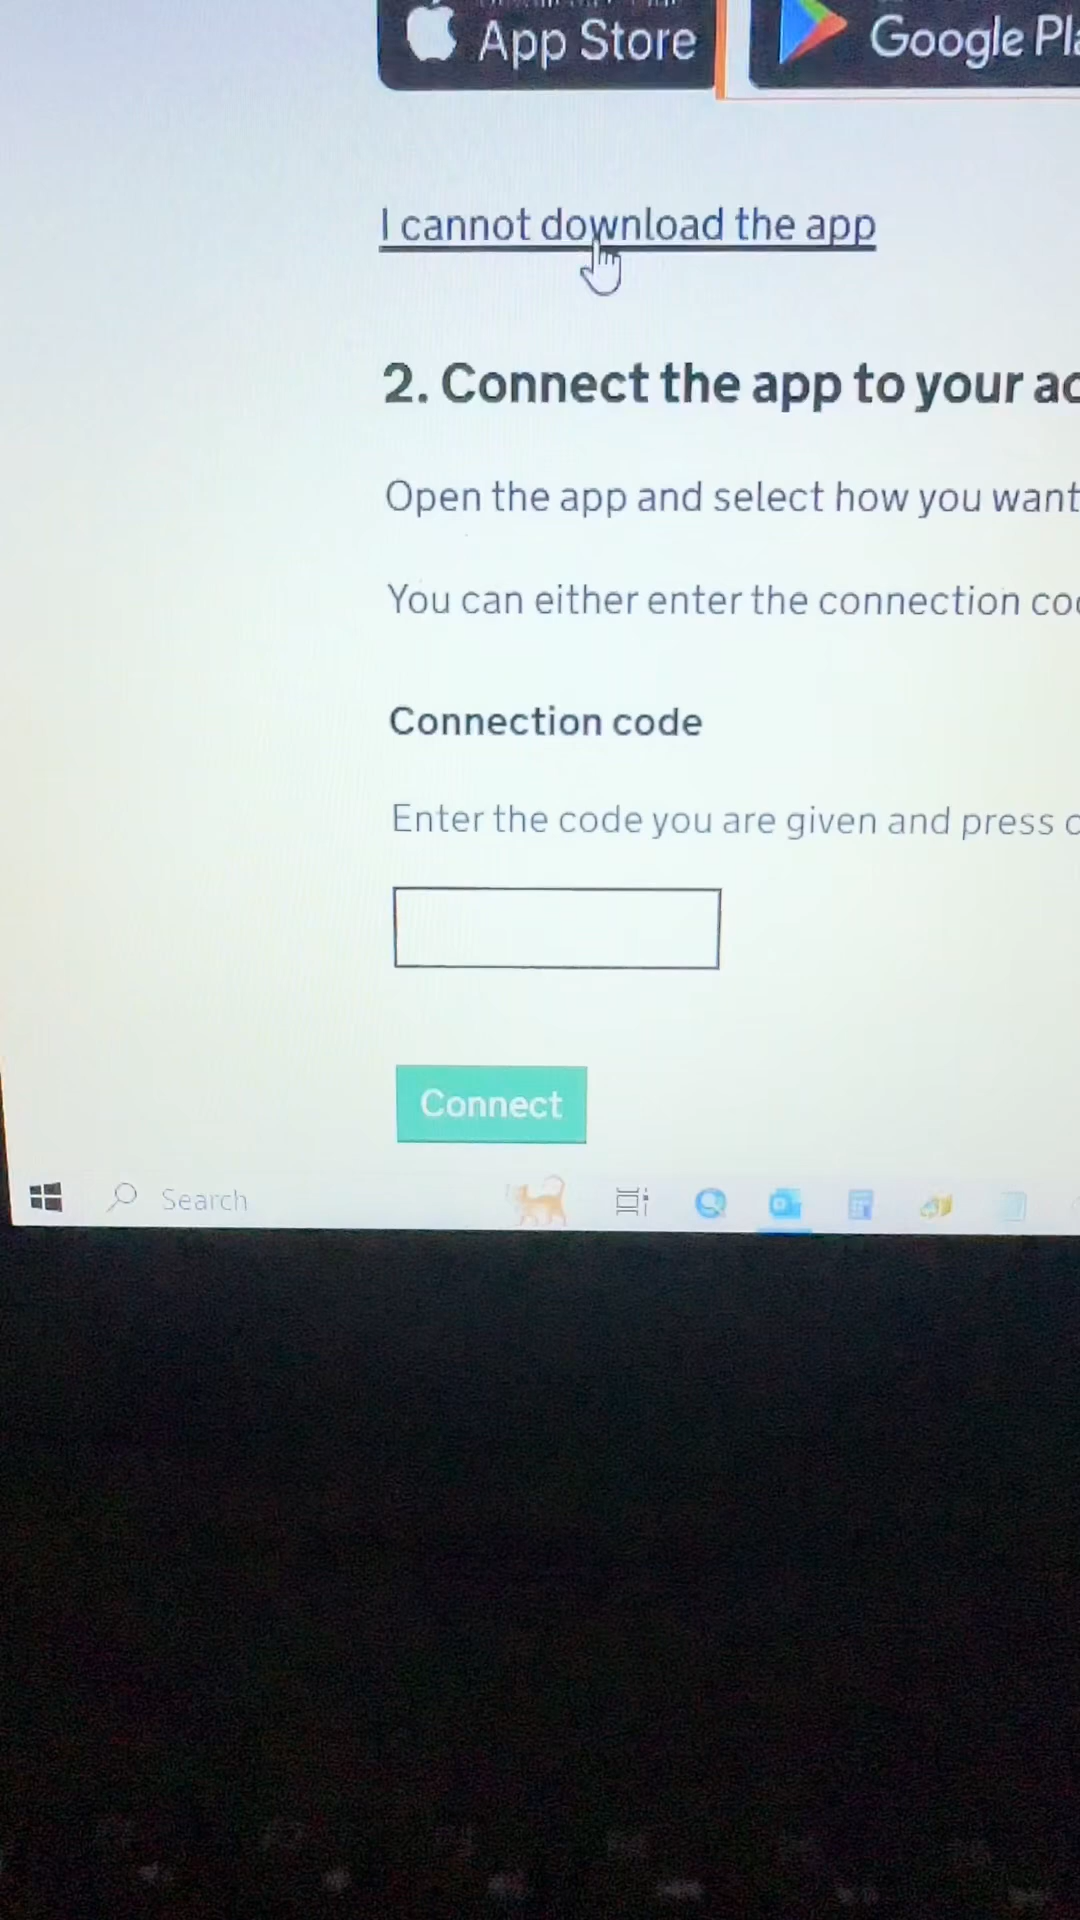 App Store
Google Pla
I cannot download the app
2. Connect the app to your ac
Open the app and select how you want
You can either enter the connection co
Connection code
Enter the code you are given and press c
Connect
Search